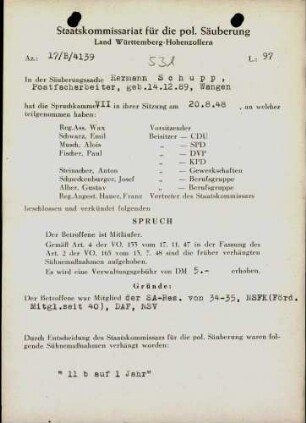 Staatskommissariat für die pol. Säuberung
Land Württemberg-Hohenzollern
Az.: 17/B/4139
L: 97
In der Säuberungssache Hermann Schupp,
Postfacharbeiter, geb.14.12.89, Wangen
hat die Spruchkammer VII in ihrer Sitzung am 20.8.48, an welcher
teilgenommen haben:
Reg.Ass. Wax Vorsitzender
Schwarz, Emil Beisitzer — CDU
Musch, Alois „ — SPD
Fischer, Paul „ — DVP
„ — KPD
Steinacher, Anton „ — Gewerkschaften
Schneckenburger, Josef „ — Berufsgruppe
Alber, Gustav „ — Berufsgruppe
Reg.Angest. Hauer, Franz Vertreter des Staatskommissars
beschlossen und verkündet folgenden
SPRUCH
Der Betroffene ist Mitläufer.
Gemäß Art. 4 der VO. 133 vom 17. 11. 47 in der Fassung des
Art. 2 der VO. 165 vom 13. 7. 48 sind die früher verhängten
Sühnemaßnahmen aufgehoben.
Es wird eine Verwaltungsgebühr von DM 5.- erhoben.
Gründe:
Der Betroffene war Mitglied der SA-Res. von 34-35, NSFK(Förd.
Mitgl.seit 40), DAF, NSV
Durch Entscheidung des Staatskommissars für die pol. Säuberung waren fol-
gende Sühnemaßnahmen verhängt worden:
"11 b auf 1 Jahr"